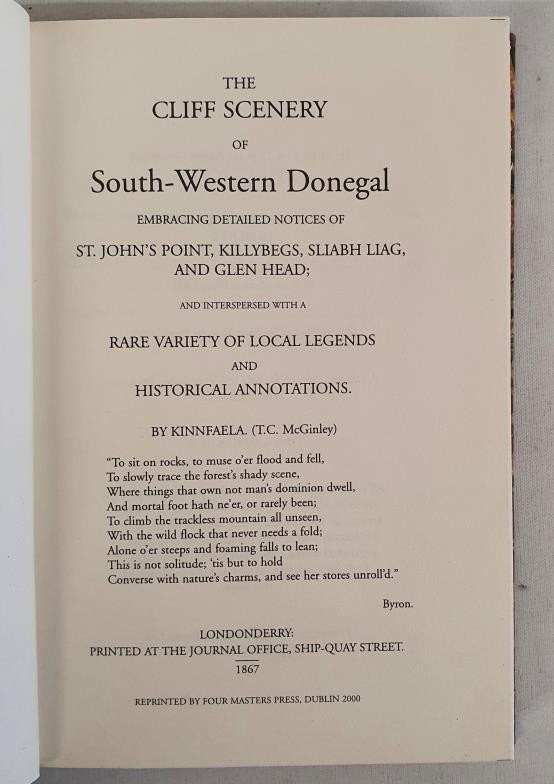 THE
CLIFF SCENERY
OF
South-Western Donegal
EMBRACING DETAILED NOTICES OF
ST. JOHN'S POINT, KILLYBEGS, SLIABH LIAG,
AND GLEN HEAD;
AND INTERSPERSED WITH A
RARE VARIETY OF LOCAL LEGENDS
AND
HISTORICAL ANNOTATIONS.
BY KINNFAELA. (T.C. McGinley)
“To sit on rocks, to muse o'er flood and fell,
To slowly trace the forest's shady scene,
Where things that own not man's dominion dwell,
And mortal foot hath ne'er, or rarely been;
To climb the trackless mountain all unseen,
With the wild flock that never needs a fold;
Alone o'er steeps and foaming falls to lean;
This is not solitude; 'tis but to hold
Converse with nature's charms, and see her stores unroll'd.”
Byron.
LONDONDERRY:
PRINTED AT THE JOURNAL OFFICE, SHIP-QUAY STREET.
1867
REPRINTED BY FOUR MASTERS PRESS, DUBLIN 2000